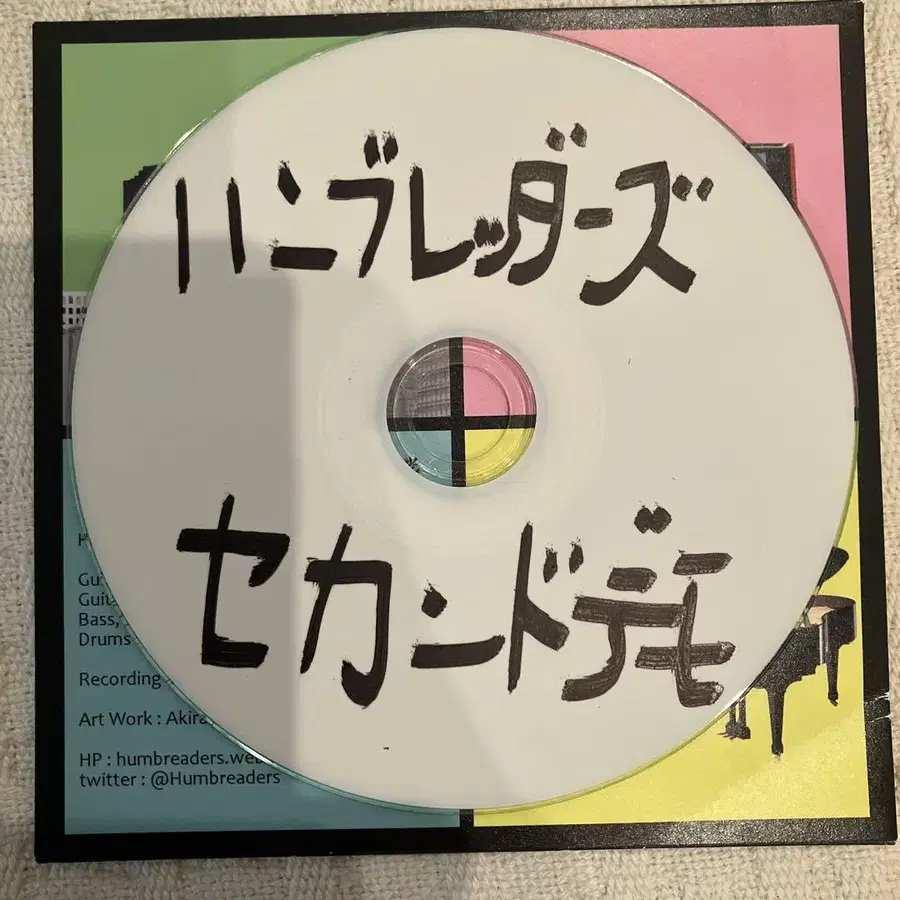 ハンブレッダーズ
セカンドデモ
Bass,
Drums
Recording
Art Work : Akira
HP : humbreaders.web
twitter : @Humbreaders